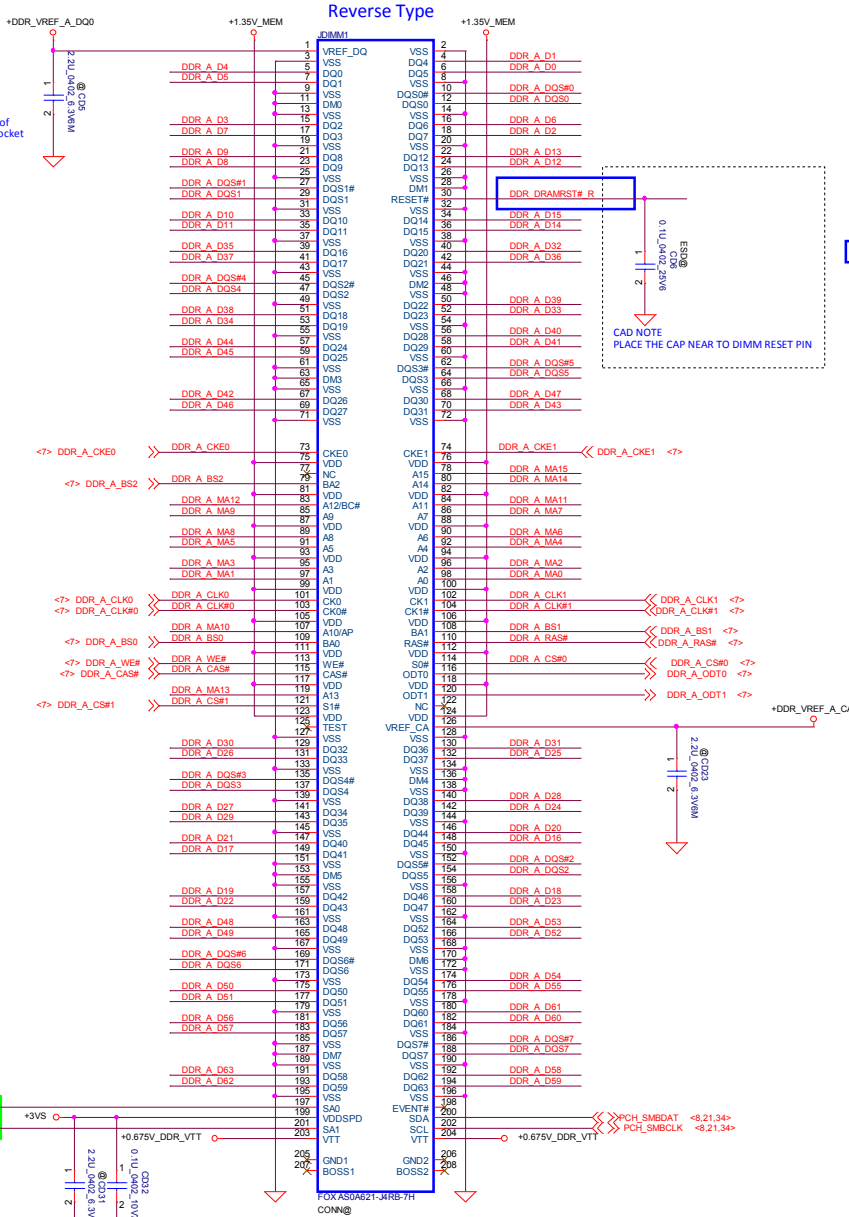 Reverse Type
+DDR_VREF_A_DQ0
+1.35V_MEM
+1.35V_MEM
JDIMM1
2.2U_0402_6.3V6M
@ CD5
1
2
of
ocket
1 VREF_DQ VSS 2
3 VSS DQ4 4 DDR_A_D1
DDR_A_D4 5 DQ0 DQ5 6 DDR_A_D0
DDR_A_D5 7 DQ1 VSS 8
9 VSS DQS0# 10 DDR_A_DQS#0
11 DM0 DQS0 12 DDR_A_DQS0
13 VSS VSS 14
DDR_A_D3 15 DQ2 DQ6 16 DDR_A_D6
DDR_A_D7 17 DQ3 DQ7 18 DDR_A_D2
19 VSS VSS 20
DDR_A_D9 21 DQ8 DQ12 22 DDR_A_D13
DDR_A_D8 23 DQ9 DQ13 24 DDR_A_D12
25 VSS VSS 26
DDR_A_DQS#1 27 DQS1# DM1 28
DDR_A_DQS1 29 DQS1 RESET# 30 DDR_DRAMRST#_R
31 VSS VSS 32
DDR_A_D10 33 DQ10 DQ14 34 DDR_A_D15
DDR_A_D11 35 DQ11 DQ15 36 DDR_A_D14
37 VSS VSS 38
DDR_A_D35 39 DQ16 DQ20 40 DDR_A_D32
DDR_A_D37 41 DQ17 DQ21 42 DDR_A_D36
43 VSS VSS 44
DDR_A_DQS#4 45 DQS2# DM2 46
DDR_A_DQS4 47 DQS2 VSS 48
49 VSS DQ22 50 DDR_A_D39
DDR_A_D38 51 DQ18 DQ23 52 DDR_A_D33
DDR_A_D34 53 DQ19 VSS 54
55 VSS DQ28 56 DDR_A_D40
DDR_A_D44 57 DQ24 DQ29 58 DDR_A_D41
DDR_A_D45 59 DQ25 VSS 60
61 VSS DQS3# 62 DDR_A_DQS#5
63 DM3 DQS3 64 DDR_A_DQS5
65 VSS VSS 66
DDR_A_D42 67 DQ26 DQ30 68 DDR_A_D47
DDR_A_D46 69 DQ27 DQ31 70 DDR_A_D43
71 VSS VSS 72
0.1U_0402_25V6
CD6
ESD@
1
2
CAD NOTE
PLACE THE CAP NEAR TO DIMM RESET PIN
<7> DDR_A_CKE0 DDR_A_CKE0 73 CKE0 CKE1 74 DDR_A_CKE1 DDR_A_CKE1 <7>
75 VDD VDD 76
77 NC A15 78 DDR_A_MA15
<7> DDR_A_BS2 DDR_A_BS2 79 BA2 A14 80 DDR_A_MA14
81 VDD VDD 82
DDR_A_MA12 83 A12/BC# A11 84 DDR_A_MA11
DDR_A_MA9 85 A9 A7 86 DDR_A_MA7
87 VDD VDD 88
DDR_A_MA8 89 A8 A6 90 DDR_A_MA6
DDR_A_MA5 91 A5 A4 92 DDR_A_MA4
93 VDD VDD 94
DDR_A_MA3 95 A3 A2 96 DDR_A_MA2
DDR_A_MA1 97 A1 A0 98 DDR_A_MA0
99 VDD VDD 100
<7> DDR_A_CLK0 DDR_A_CLK0 101 CK0 CK1 102 DDR_A_CLK1 DDR_A_CLK1 <7>
<7> DDR_A_CLK#0 DDR_A_CLK#0 103 CK0# CK1# 104 DDR_A_CLK#1 DDR_A_CLK#1 <7>
105 VDD VDD 106
DDR_A_MA10 107 A10/AP BA1 108 DDR_A_BS1 DDR_A_BS1 <7>
<7> DDR_A_BS0 DDR_A_BS0 109 BA0 RAS# 110 DDR_A_RAS# DDR_A_RAS# <7>
111 VDD VDD 112
<7> DDR_A_WE# DDR_A_WE# 113 WE# S0# 114 DDR_A_CS#0 DDR_A_CS#0 <7>
<7> DDR_A_CAS# DDR_A_CAS# 115 CAS# ODT0 116 DDR_A_ODT0 <7>
117 VDD VDD 118
DDR_A_MA13 119 A13 ODT1 120 DDR_A_ODT1 <7>
<7> DDR_A_CS#1 DDR_A_CS#1 121 S1# NC 122
123 VDD VDD 124
125 TEST VREF_CA 126
+DDR_VREF_A_CA
127 VSS VSS 128
DDR_A_D30 129 DQ32 DQ36 130 DDR_A_D31
DDR_A_D26 131 DQ33 DQ37 132 DDR_A_D25
133 VSS VSS 134
DDR_A_DQS#3 135 DQS4# DM4 136
DDR_A_DQS3 137 DQS4 VSS 138
139 VSS DQ38 140 DDR_A_D28
DDR_A_D27 141 DQ34 DQ39 142 DDR_A_D24
DDR_A_D29 143 DQ35 VSS 144
145 VSS DQ44 146 DDR_A_D20
DDR_A_D21 147 DQ40 DQ45 148 DDR_A_D16
DDR_A_D17 149 DQ41 VSS 150
151 VSS DQS5# 152 DDR_A_DQS#2
153 DM5 DQS5 154 DDR_A_DQS2
155 VSS VSS 156
DDR_A_D19 157 DQ42 DQ46 158 DDR_A_D18
DDR_A_D22 159 DQ43 DQ47 160 DDR_A_D23
161 VSS VSS 162
DDR_A_D48 163 DQ48 DQ52 164 DDR_A_D53
DDR_A_D49 165 DQ49 DQ53 166 DDR_A_D52
167 VSS VSS 168
DDR_A_DQS#6 169 DQS6# DM6 170
DDR_A_DQS6 171 DQS6 VSS 172
173 VSS DQ54 174 DDR_A_D54
DDR_A_D50 175 DQ50 DQ55 176 DDR_A_D55
DDR_A_D51 177 DQ51 VSS 178
179 VSS DQ60 180 DDR_A_D61
DDR_A_D56 181 DQ56 DQ61 182 DDR_A_D60
DDR_A_D57 183 DQ57 VSS 184
185 VSS DQS7# 186 DDR_A_DQS#7
187 DM7 DQS7 188 DDR_A_DQS7
189 VSS VSS 190
DDR_A_D63 191 DQ58 DQ62 192 DDR_A_D58
DDR_A_D62 193 DQ59 DQ63 194 DDR_A_D59
195 VSS VSS 196
197 SA0 EVENT# 198
+3VS 199 VDDSPD SDA 200 PCH_SMBDAT <8,21,34>
201 SA1 SCL 202 PCH_SMBCLK <8,21,34>
+0.675V_DDR_VTT 203 VTT VTT 204 +0.675V_DDR_VTT
205 GND1 GND2 206
207 BOSS1 BOSS2 208
2.2U_0402_6.3V6M
@ CD23
1
2
2.2U_0402_6.3V
@ CD31
1
2
0.1U_0402_10V
CD32
1
2
FOX AS0A621-J4RB-7H
CONN@